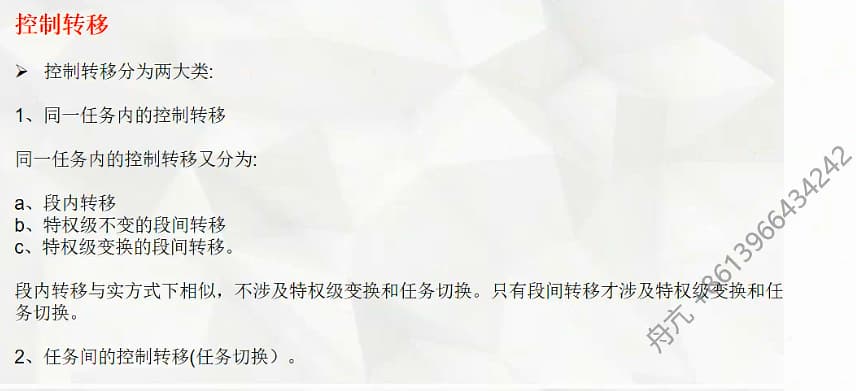 控制转移
➢ 控制转移分为两大类:
1、同一任务内的控制转移
同一任务内的控制转移又分为:
a、段内转移
b、特权级不变的段间转移
c、特权级变换的段间转移。
段内转移与实方式下相似，不涉及特权级变换和任务切换。只有段间转移才涉及特权级变换和任
务切换。
2、任务间的控制转移(任务切换）。
舟亢 +8613966434242